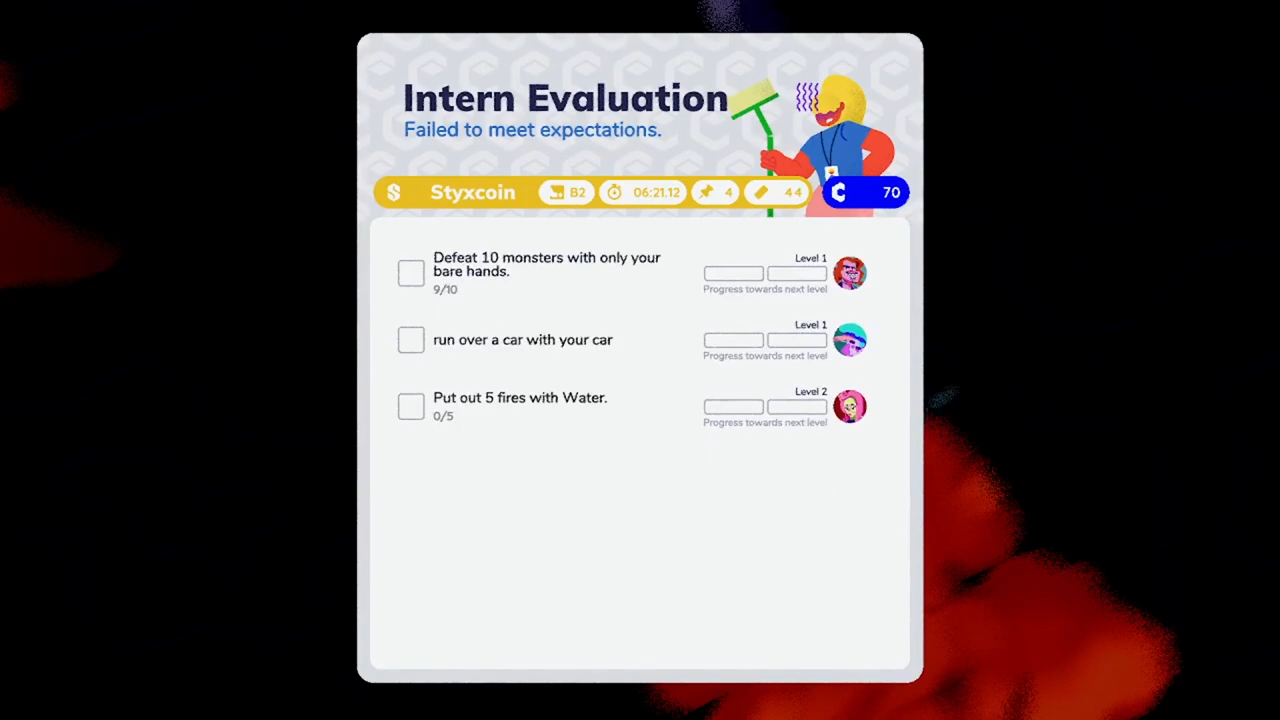 Intern Evaluation
Failed to meet expectations.
Styxcoin B2 06:21.12 4 44 70
Defeat 10 monsters with only your
bare hands.
9/10
Level 1
Progress towards next level
run over a car with your car
Level 1
Progress towards next level
Put out 5 fires with Water.
0/5
Level 2
Progress towards next level